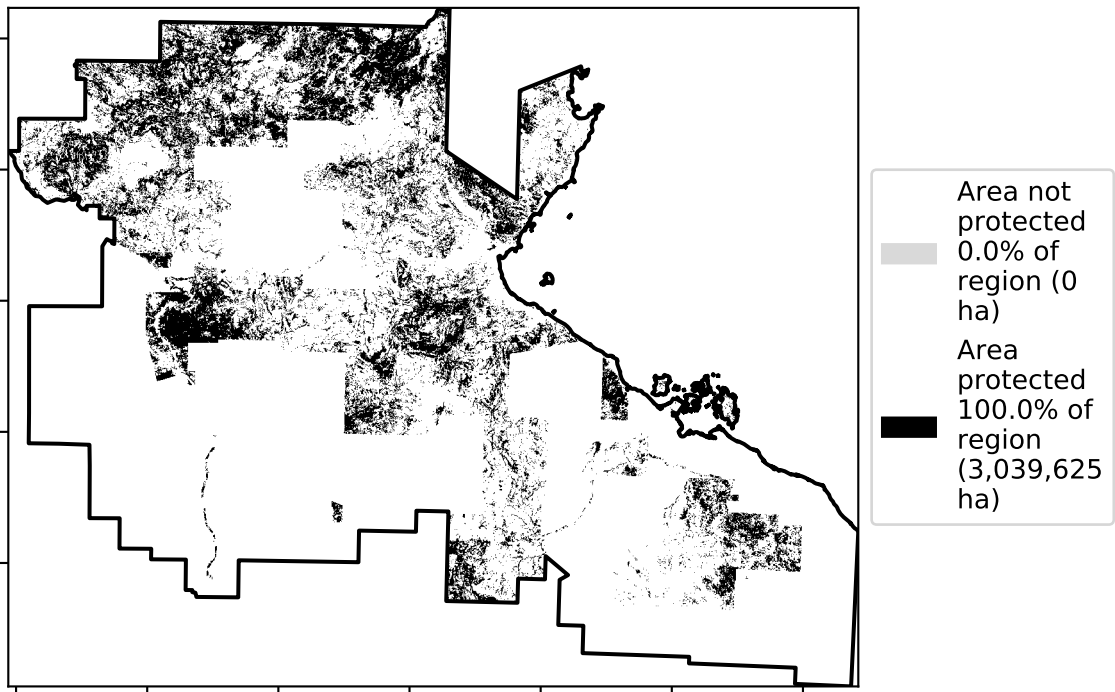 Area not
protected
0.0% of
region (0
ha)
Area
protected
100.0% of
region
(3,039,625
ha)